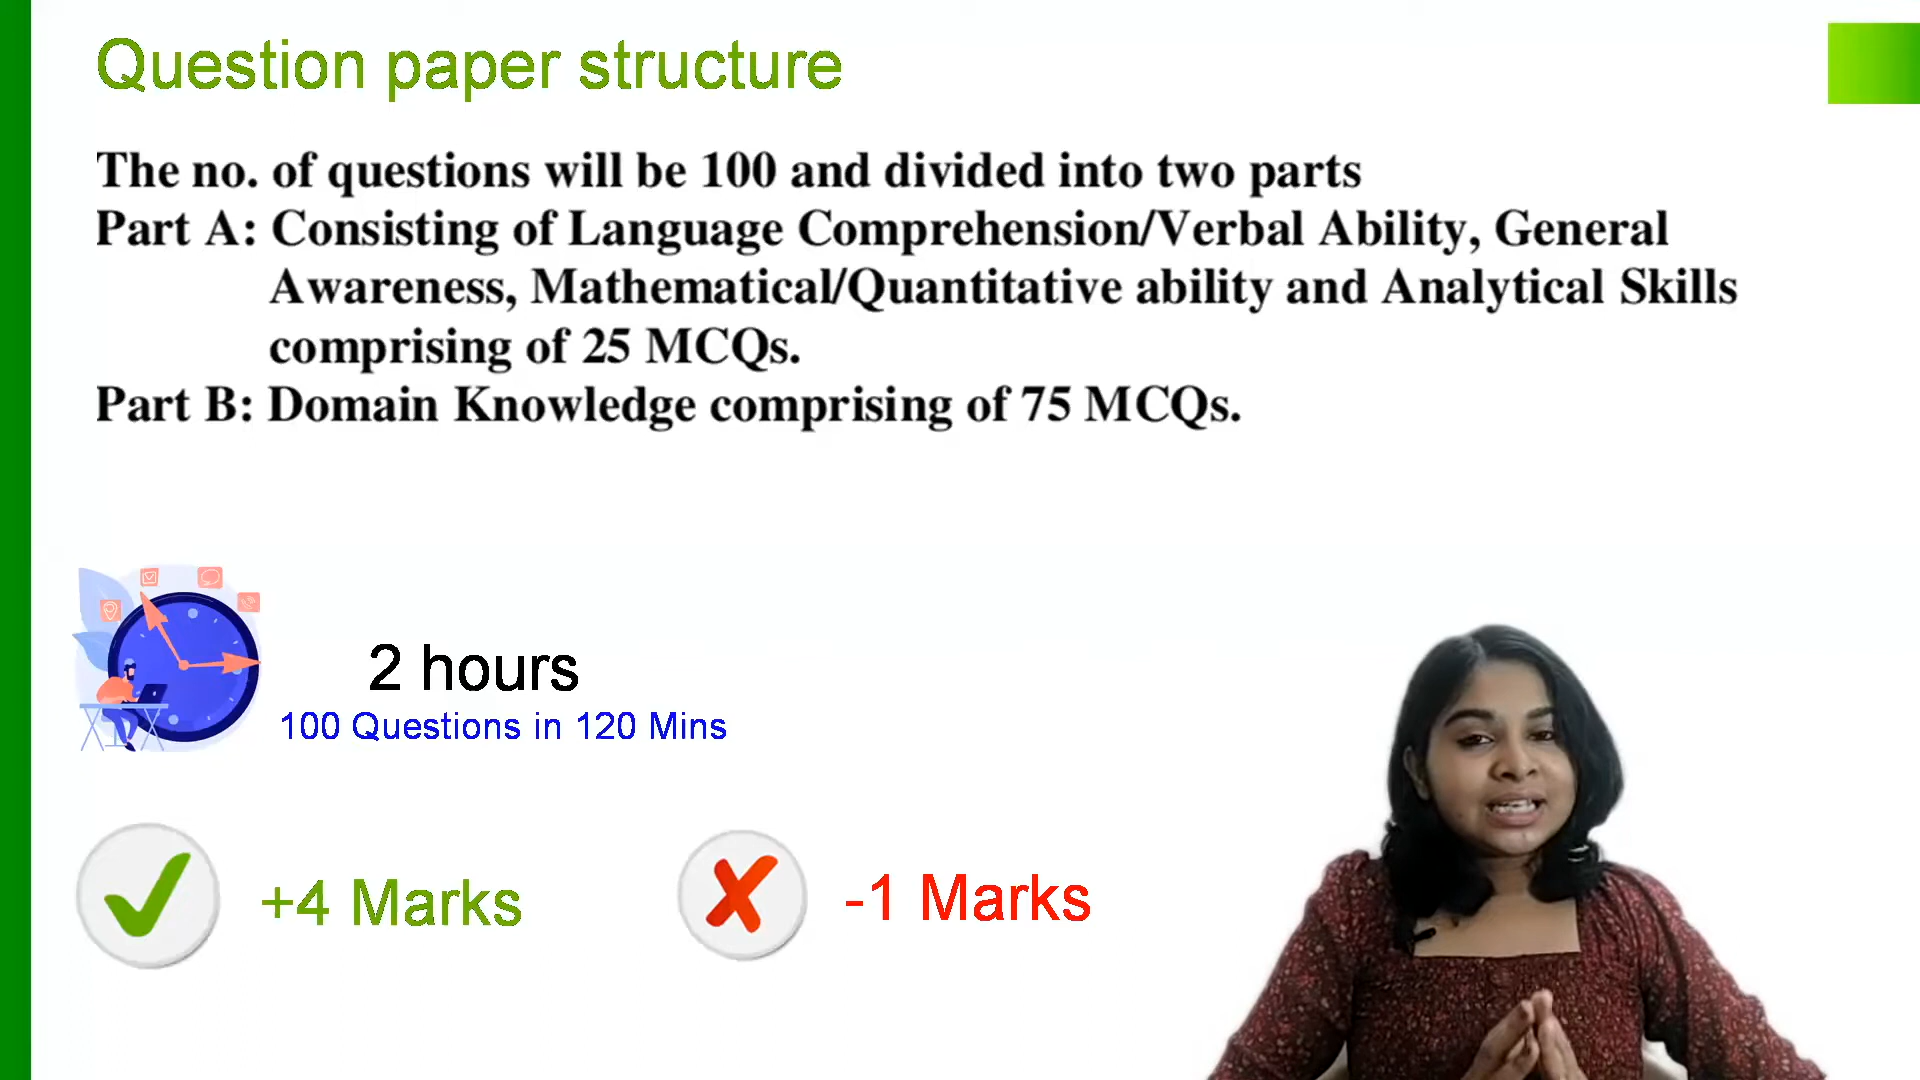 Question paper structure
The no. of questions will be 100 and divided into two parts
Part A: Consisting of Language Comprehension/Verbal Ability, General
Awareness, Mathematical/Quantitative ability and Analytical Skills
comprising of 25 MCQs.
Part B: Domain Knowledge comprising of 75 MCQs.
2 hours
100 Questions in 120 Mins
+4 Marks
-1 Marks